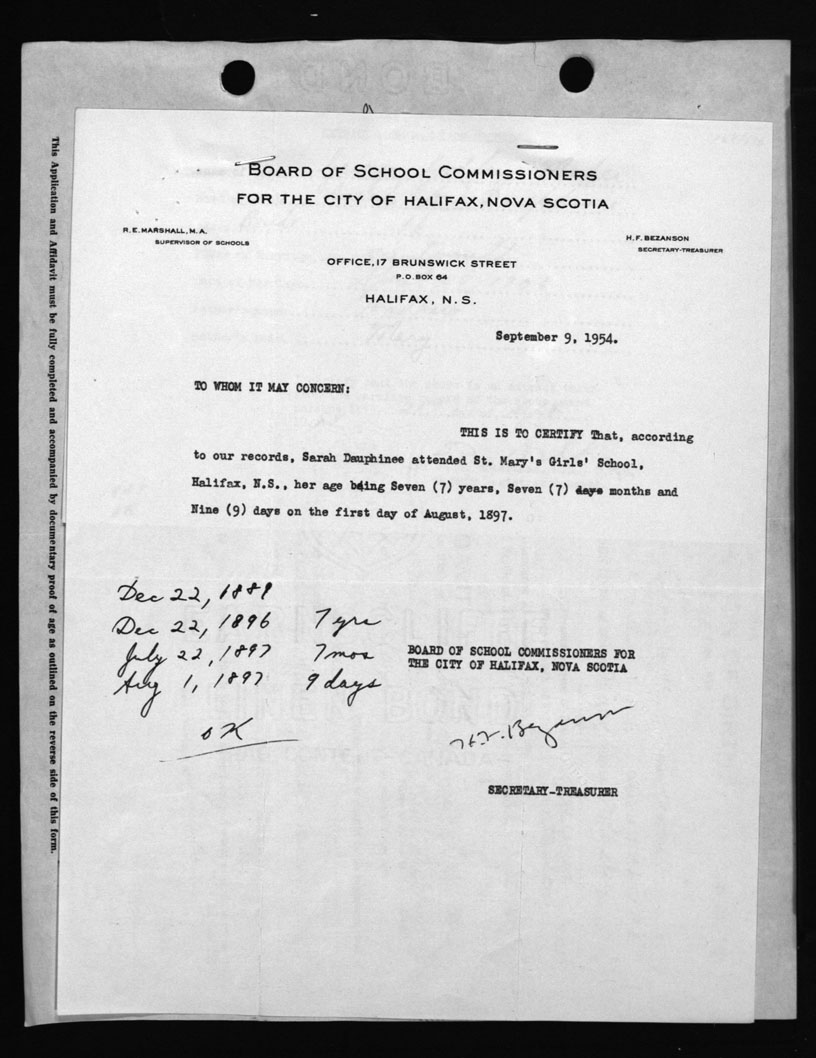 BOARD OF SCHOOL COMMISSIONERS
FOR THE CITY OF HALIFAX, NOVA SCOTIA
R. E. MARSHALL, M. A.
SUPERVISOR OF SCHOOLS
H. F. BEZANSON
SECRETARY-TREASURER
OFFICE, 17 BRUNSWICK STREET
P. O. BOX 64
HALIFAX, N. S.
September 9, 1954.
TO WHOM IT MAY CONCERN:
THIS IS TO CERTIFY That, according
to our records, Sarah Dauphinee attended St. Mary's Girls' School,
Halifax, N.S., her age being Seven (7) years, Seven (7) days months and
Nine (9) days on the first day of August, 1897.
Dec 22, 1889
Dec 22, 1896 7 yrs
July 22, 1897 7 mos
Aug 1, 1897 9 days
OK
BOARD OF SCHOOL COMMISSIONERS FOR
THE CITY OF HALIFAX, NOVA SCOTIA
H.F. Bezanson
SECRETARY-TREASURER
This Application and Affidavit must be fully completed and accompanied by documentary proof of age as outlined on the reverse side of this form.